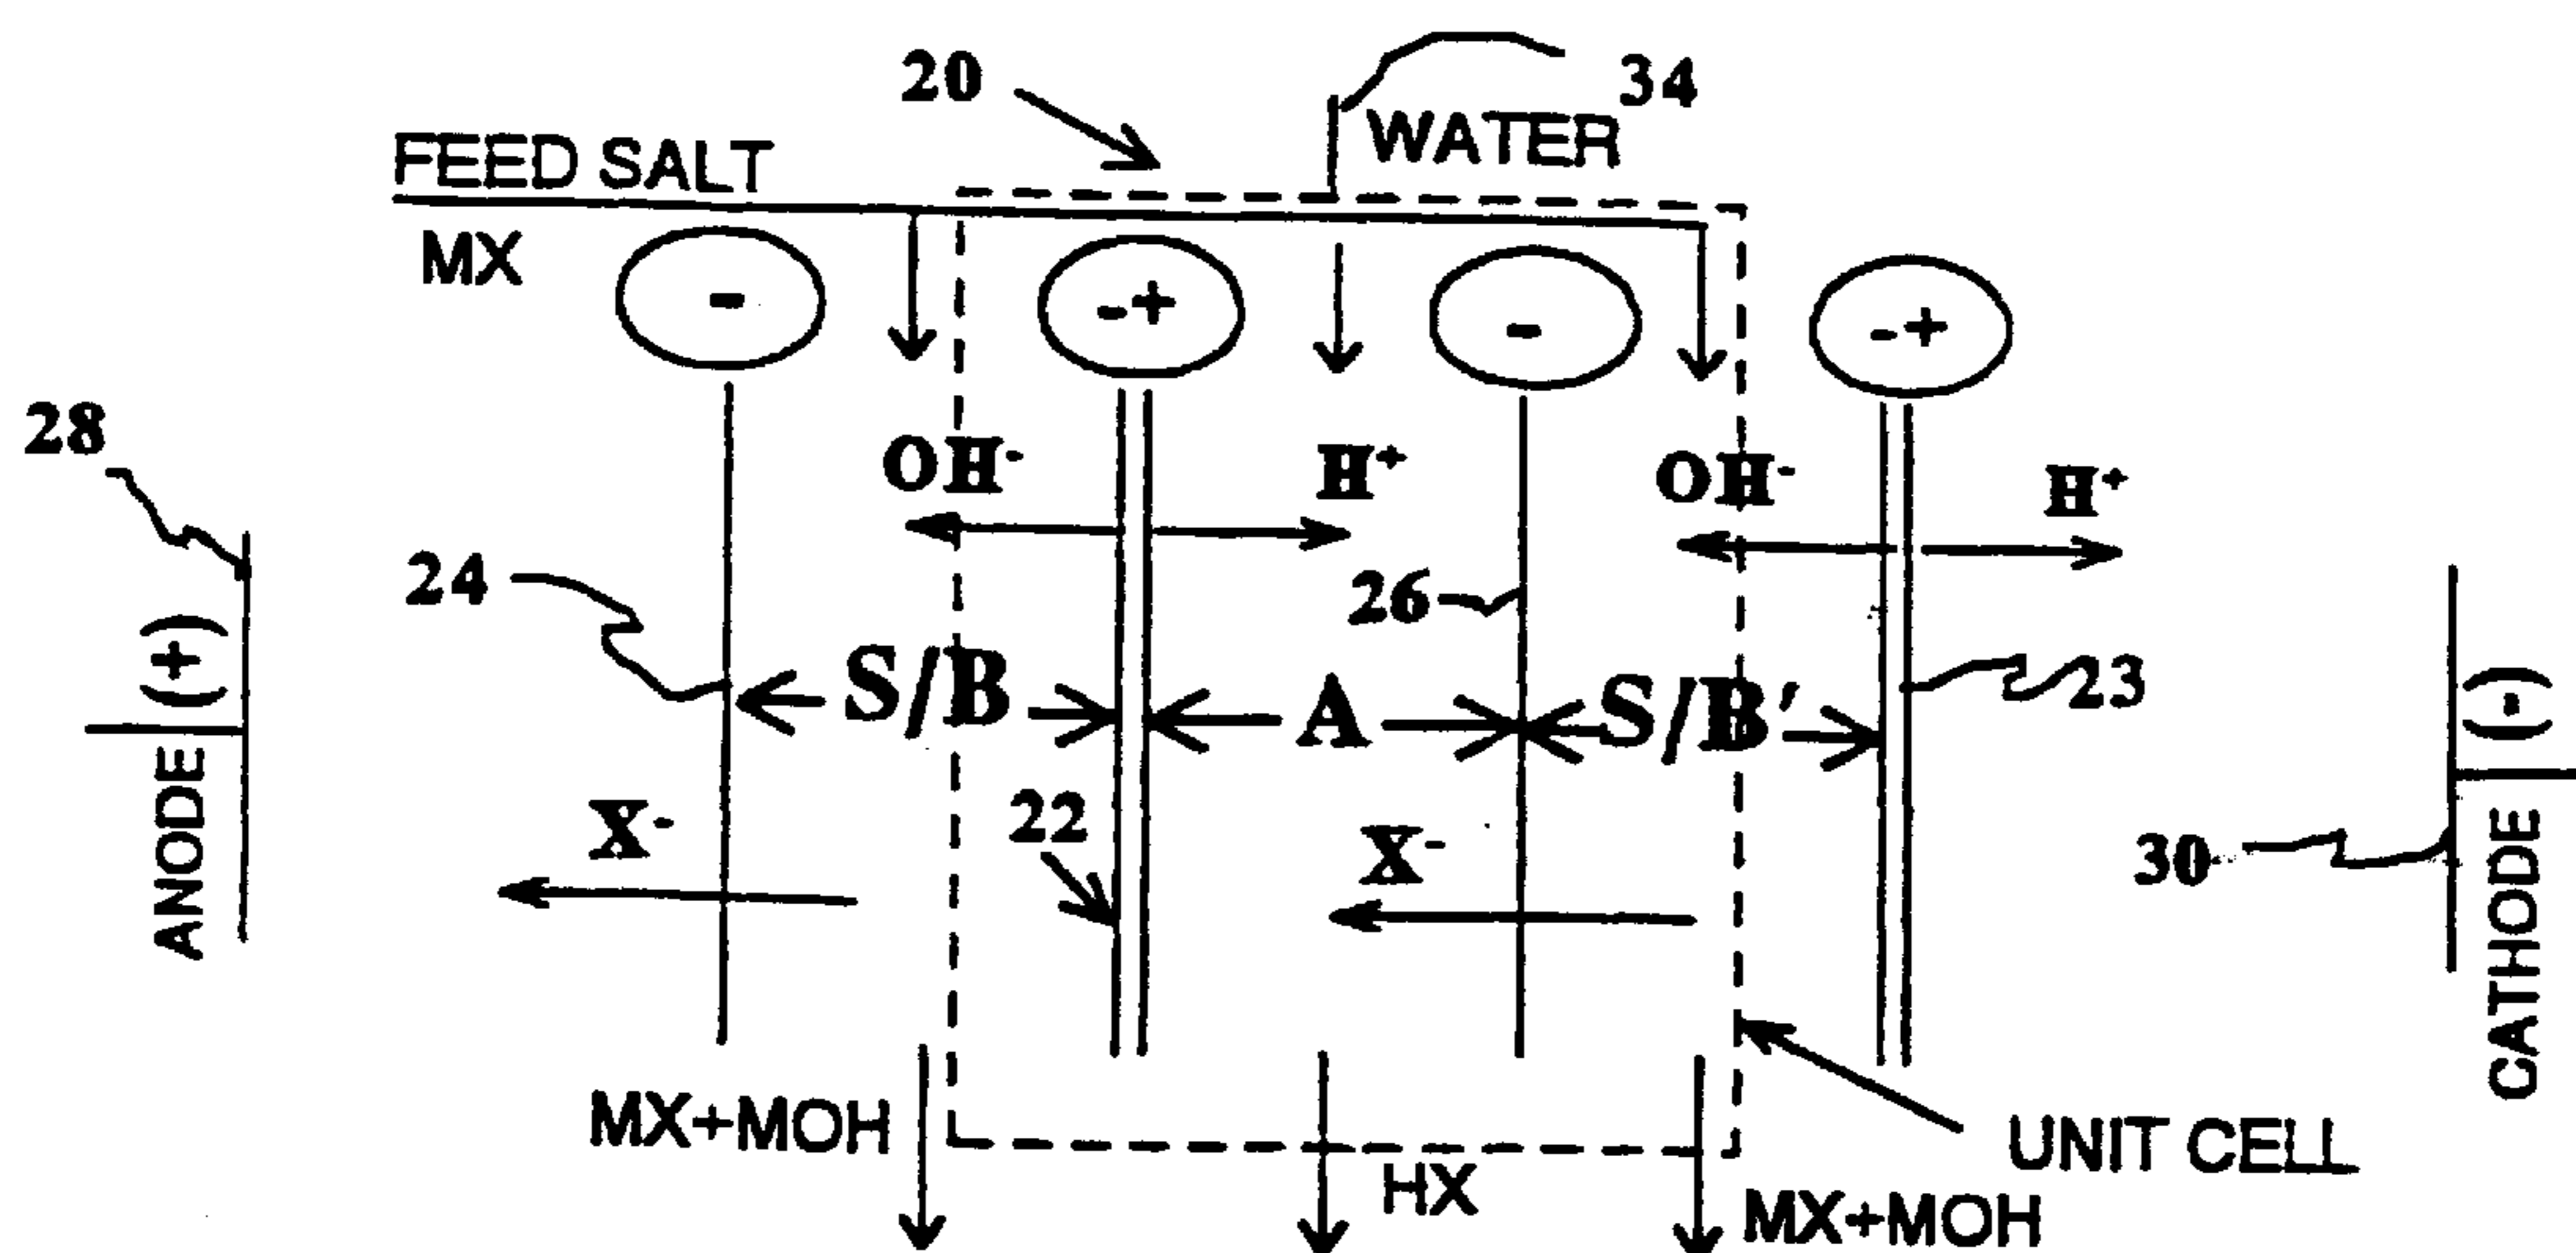 20
34
WATER
FEED SALT
MX
-
-+
-
-+
28
OH⁻
H⁺
OH⁻
H⁺
24
26
(+)
ANODE
S/B
A
S/B'
23
(-)
CATHODE
X⁻
22
X⁻
30
MX+MOH
HX
UNIT CELL
MX+MOH